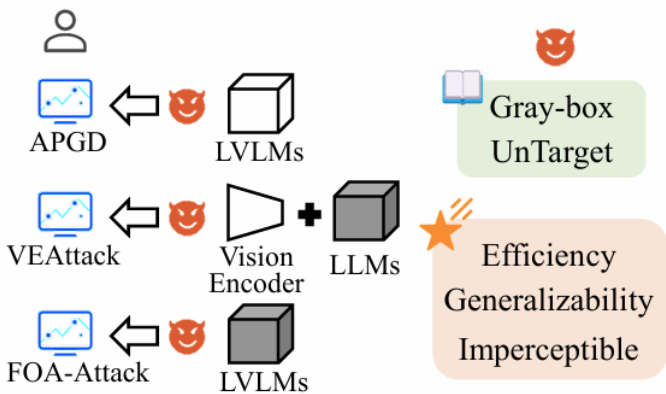 APGD
LVLMs
VEAttack
Vision
Encoder
LLMs
FOA-Attack
LVLMs
Gray-box
UnTarget
Efficiency
Generalizability
Imperceptible